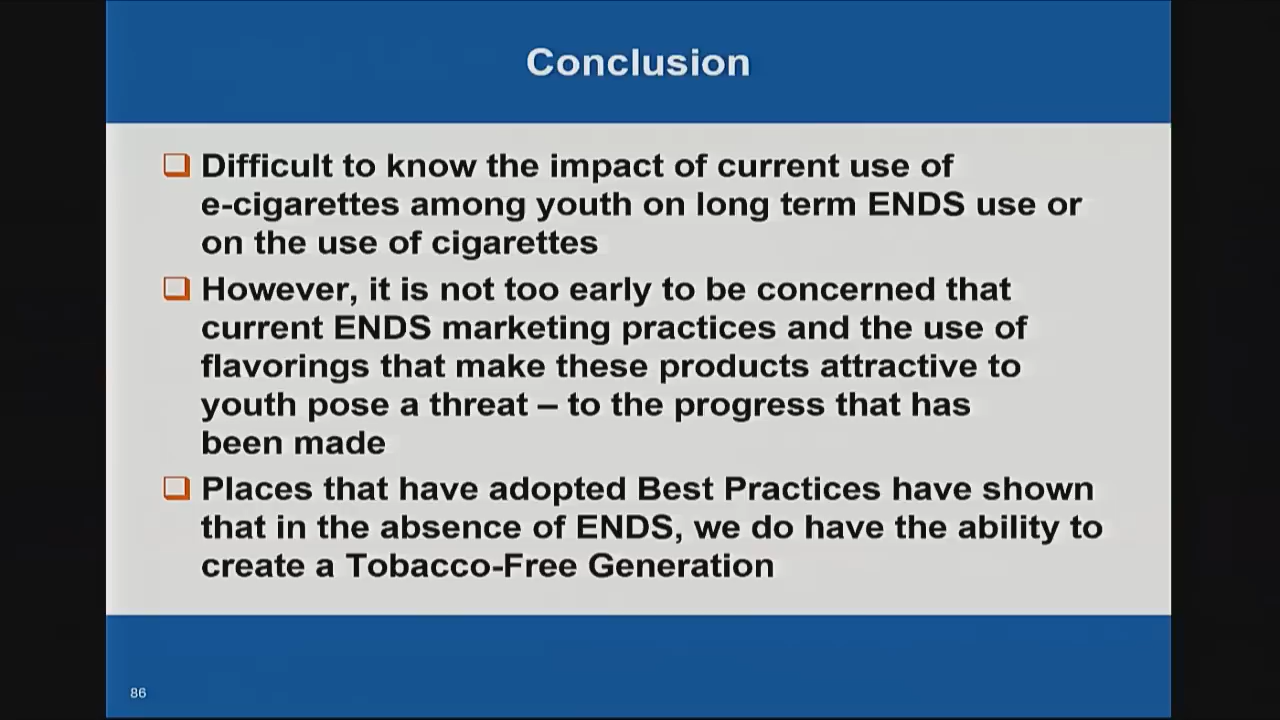 Conclusion
Difficult to know the impact of current use of
e-cigarettes among youth on long term ENDS use or
on the use of cigarettes
However, it is not too early to be concerned that
current ENDS marketing practices and the use of
flavorings that make these products attractive to
youth pose a threat – to the progress that has
been made
Places that have adopted Best Practices have shown
that in the absence of ENDS, we do have the ability to
create a Tobacco-Free Generation
86